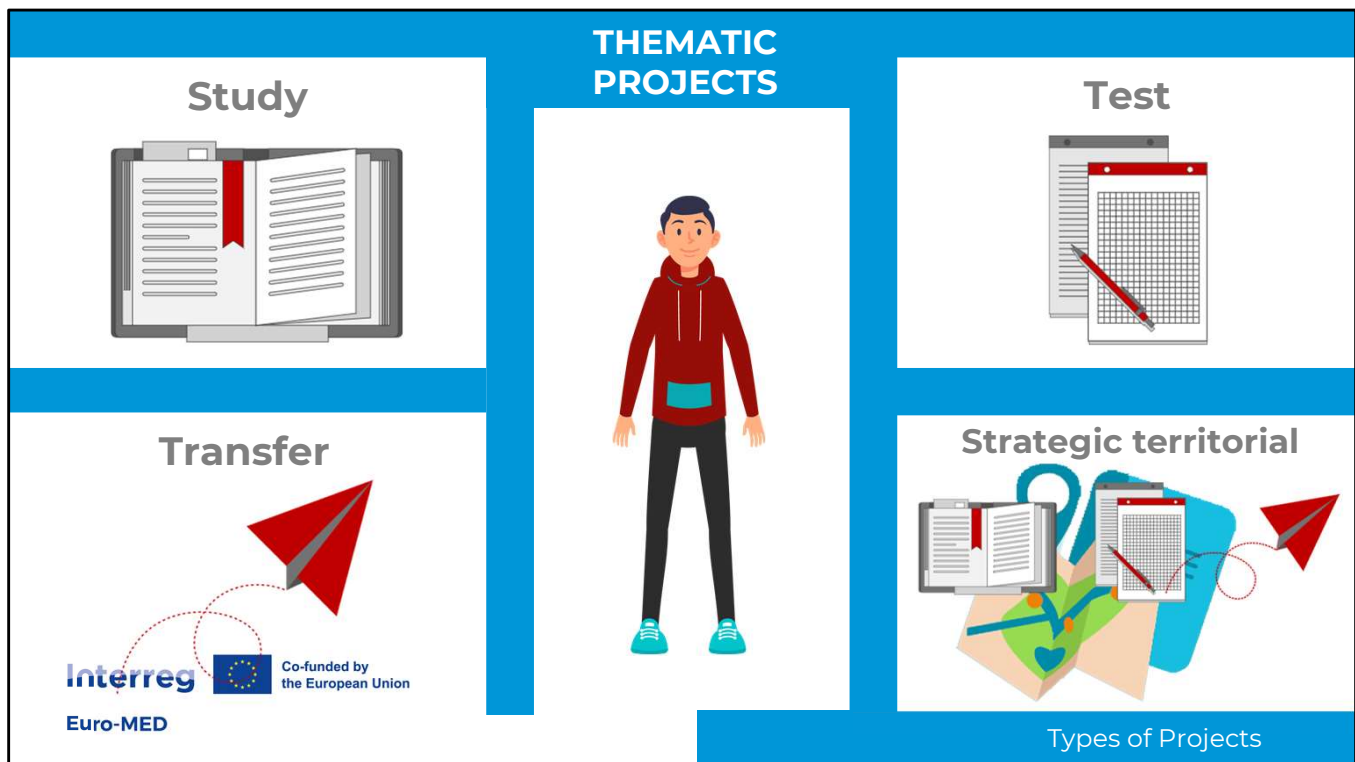 THEMATIC
PROJECTS
Study
Test
Transfer
Strategic territorial
Interreg
Co-funded by
the European Union
Euro-MED
Types of Projects